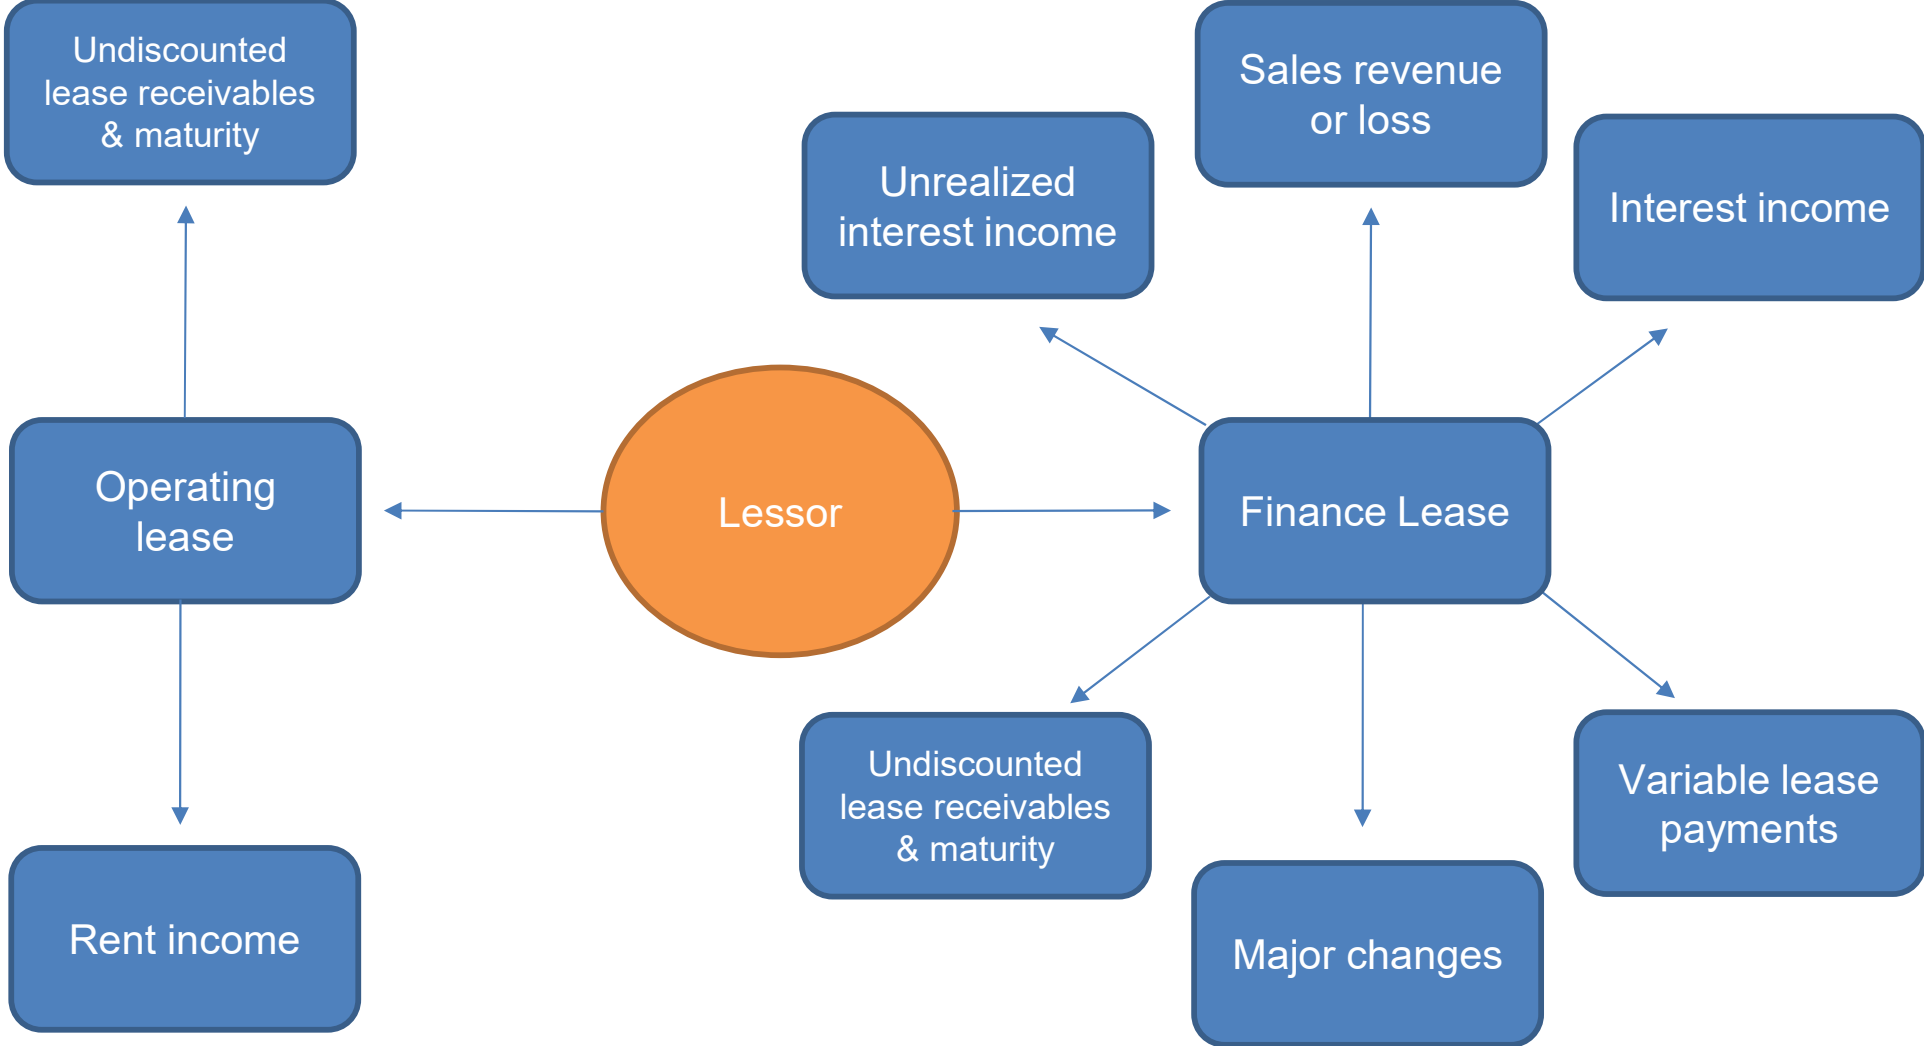 Undiscounted
lease receivables
& maturity
Sales revenue
or loss
Unrealized
interest income
Interest income
Operating
lease
Lessor
Finance Lease
Undiscounted
lease receivables
& maturity
Variable lease
payments
Rent income
Major changes